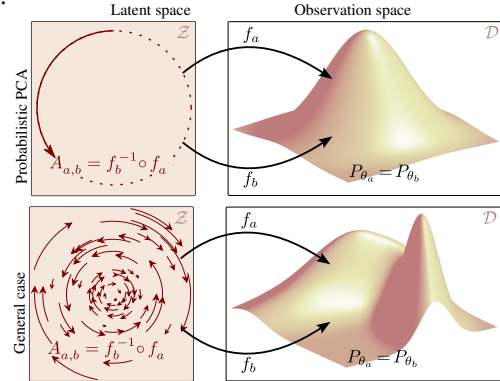 .
Latent space
Observation space
Probabilistic PCA
Z
f_a
D
A_{a,b} = f_b^{-1} ∘ f_a
f_b
P_{θ_a} = P_{θ_b}
General case
Z
f_a
D
A_{a,b} = f_b^{-1} ∘ f_a
f_b
P_{θ_a} = P_{θ_b}